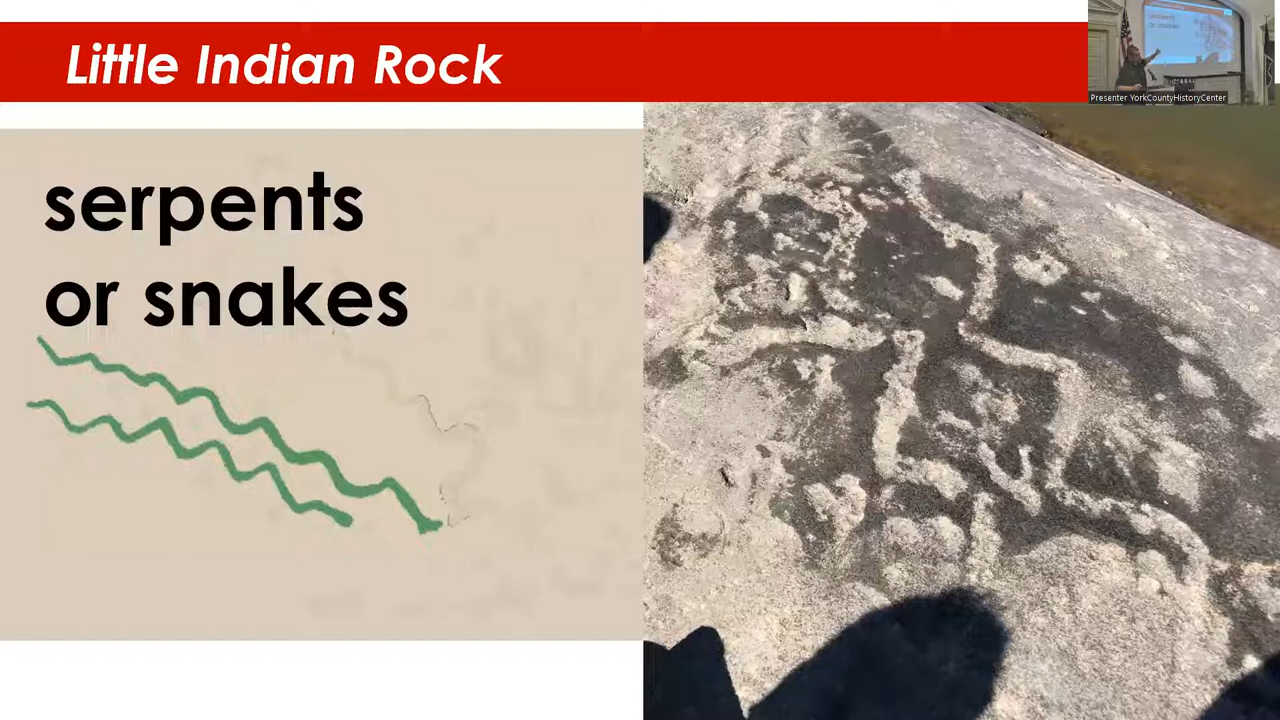 Little Indian Rock
Presenter YorkCountyHistoryCenter
serpents
or snakes